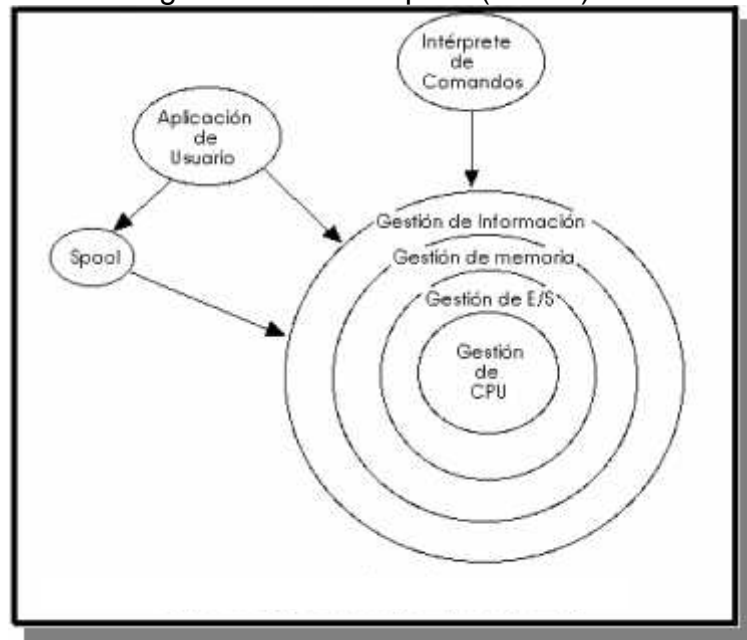 Intérprete
de
Comandos
Aplicación
de
Usuario
Spool
Gestión de Información
Gestión de memoria
Gestión de E/S
Gestión
de
CPU